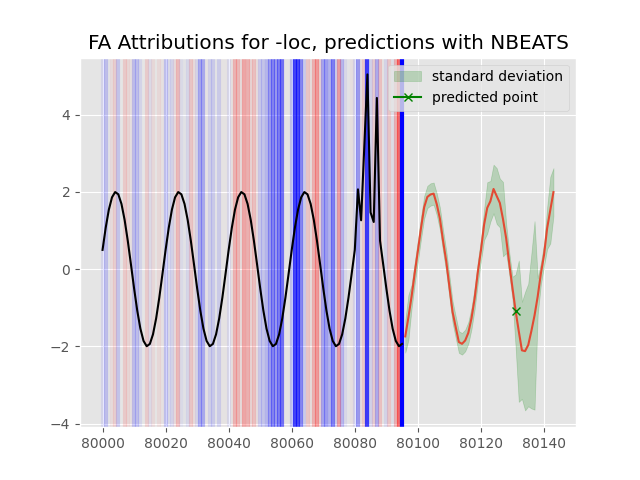 FA Attributions for -loc, predictions with NBEATS
standard deviation
predicted point
4
2
0
−2
−4
80000 80020 80040 80060 80080 80100 80120 80140